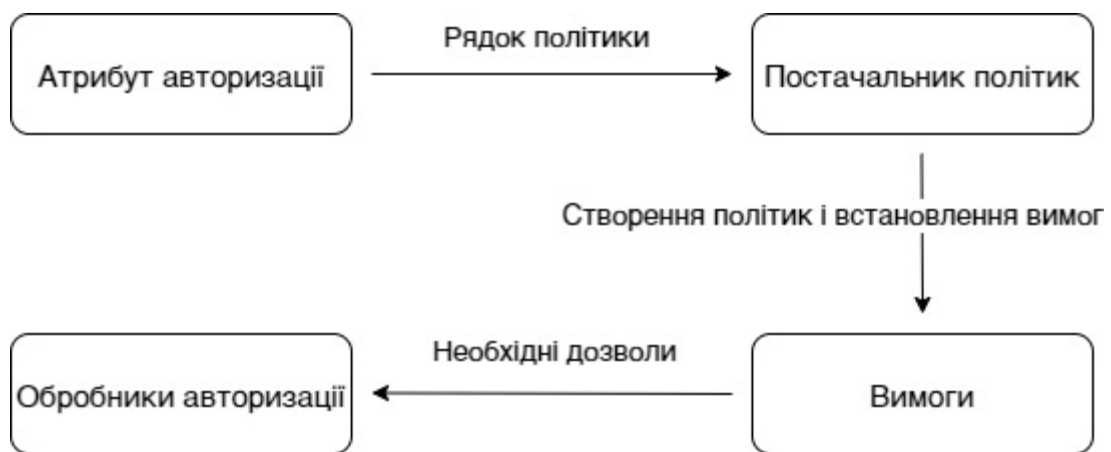 Рядок політики
Атрибут авторизації
Постачальник політик
Створення політик і встановлення вимог
Необхідні дозволи
Обробники авторизації
Вимоги